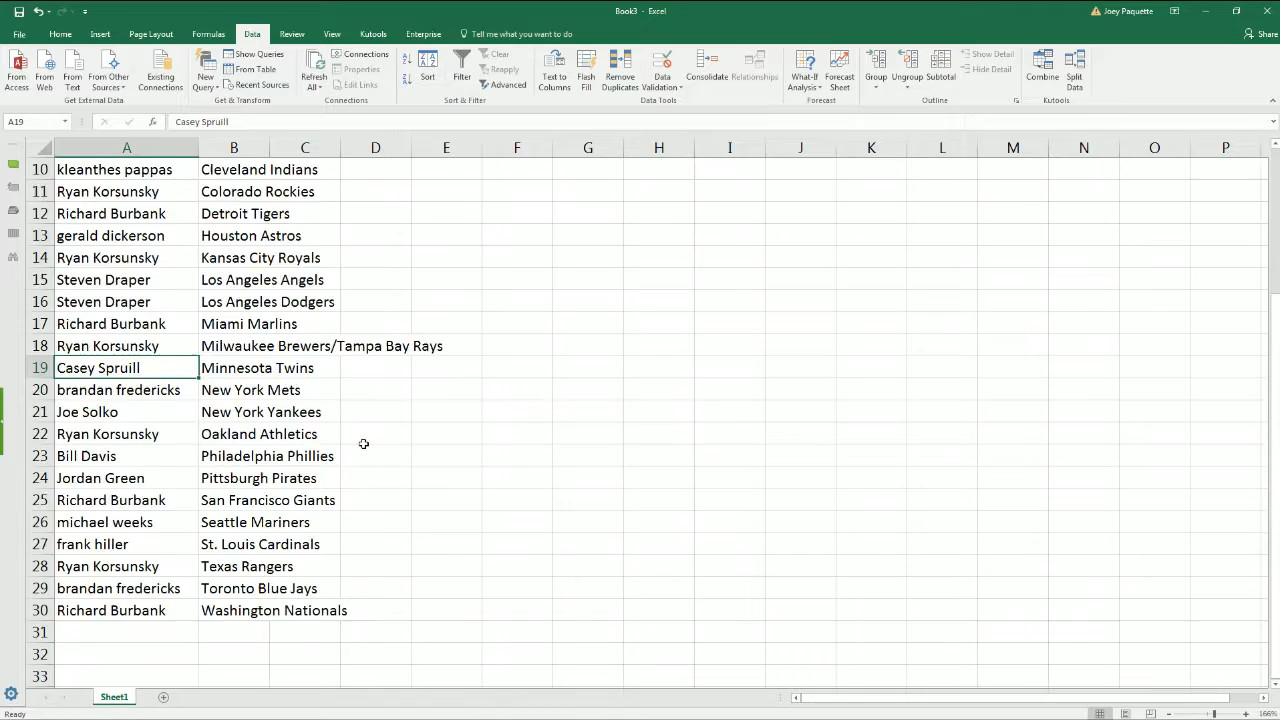 Book3 - Excel
Joey Paquette
File Home Insert Page Layout Formulas Data Review View Kutools Enterprise Tell me what you want to do Share
From Access
From Web
From Text
From Other Sources
Existing Connections
Get External Data
New Query
Show Queries
From Table
Recent Sources
Get & Transform
Refresh All
Connections
Properties
Edit Links
Connections
Sort
Filter
Clear
Reapply
Advanced
Sort & Filter
Text to Columns
Flash Fill
Remove Duplicates
Data Validation
Consolidate
Relationships
Data Tools
What-If Analysis
Forecast Sheet
Forecast
Group
Ungroup
Subtotal
Show Detail
Hide Detail
Outline
Combine
Split Data
Kutools
A19 fx Casey Spruill
A B C D E F G H I J K L M N O P
10 kleanthes pappas Cleveland Indians
11 Ryan Korsunsky Colorado Rockies
12 Richard Burbank Detroit Tigers
13 gerald dickerson Houston Astros
14 Ryan Korsunsky Kansas City Royals
15 Steven Draper Los Angeles Angels
16 Steven Draper Los Angeles Dodgers
17 Richard Burbank Miami Marlins
18 Ryan Korsunsky Milwaukee Brewers/Tampa Bay Rays
19 Casey Spruill Minnesota Twins
20 brandan fredericks New York Mets
21 Joe Solko New York Yankees
22 Ryan Korsunsky Oakland Athletics
23 Bill Davis Philadelphia Phillies
24 Jordan Green Pittsburgh Pirates
25 Richard Burbank San Francisco Giants
26 michael weeks Seattle Mariners
27 frank hiller St. Louis Cardinals
28 Ryan Korsunsky Texas Rangers
29 brandan fredericks Toronto Blue Jays
30 Richard Burbank Washington Nationals
31
32
33
Sheet1
Ready 166%